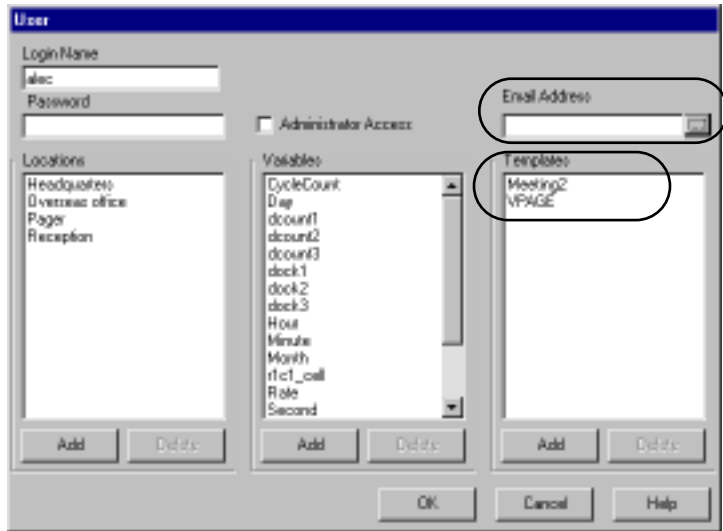 User
Login Name
alec
Password
Administrator Access
Email Address
Locations
Headquarters
Overseas office
Pager
Reception
Add
Delete
Variables
CycleCount
Day
dcount1
dcount2
dcount3
dock1
dock2
dock3
Hour
Minute
Month
r1c1_cell
Rate
Second
Add
Delete
Templates
Meeting2
VPAGE
Add
Delete
OK
Cancel
Help